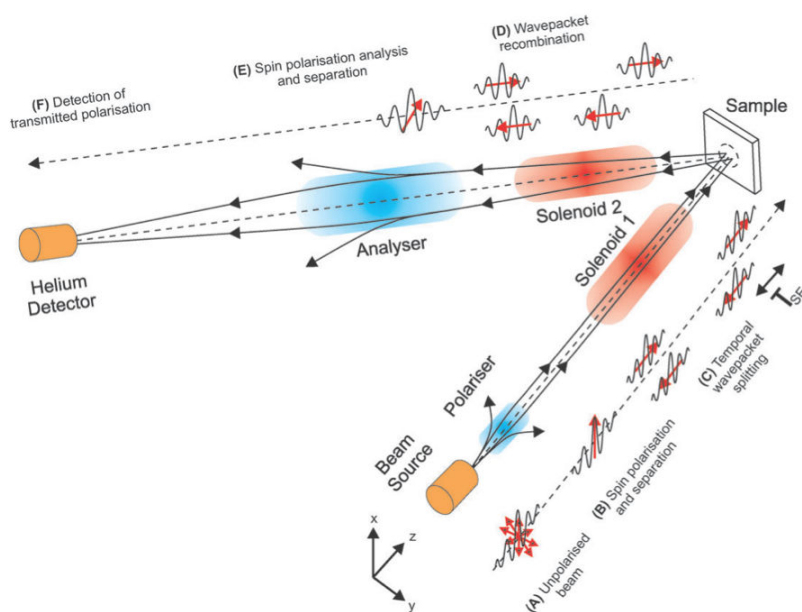 (D) Wavepacket
recombination
(E) Spin polarisation analysis
and separation
(F) Detection of
transmitted polarisation
Sample
Solenoid 2
Analyser
Solenoid 1
Helium
Detector
τSE
(C) Temporal
wavepacket
splitting
Polariser
Beam
Source
(B) Spin polarisation
and separation
(A) Unpolarised
beam
x
z
y